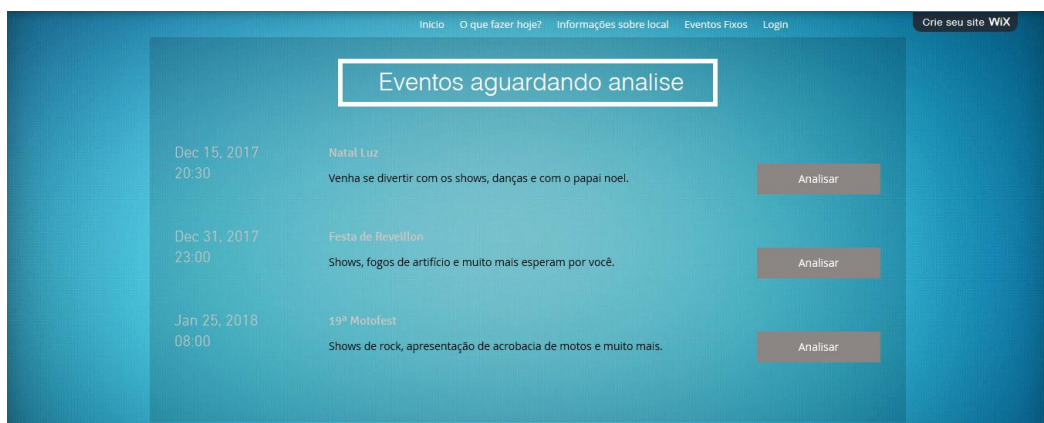 Inicio O que fazer hoje? Informações sobre local Eventos Fixos Login
Crie seu site WiX
Eventos aguardando analise
Dec 15, 2017
20:30
Natal Luz
Venha se divertir com os shows, danças e com o papai noel.
Analisar
Dec 31, 2017
23:00
Festa de Reveillon
Shows, fogos de artifício e muito mais esperam por você.
Analisar
Jan 25, 2018
08:00
19ª Motofest
Shows de rock, apresentação de acrobacia de motos e muito mais.
Analisar